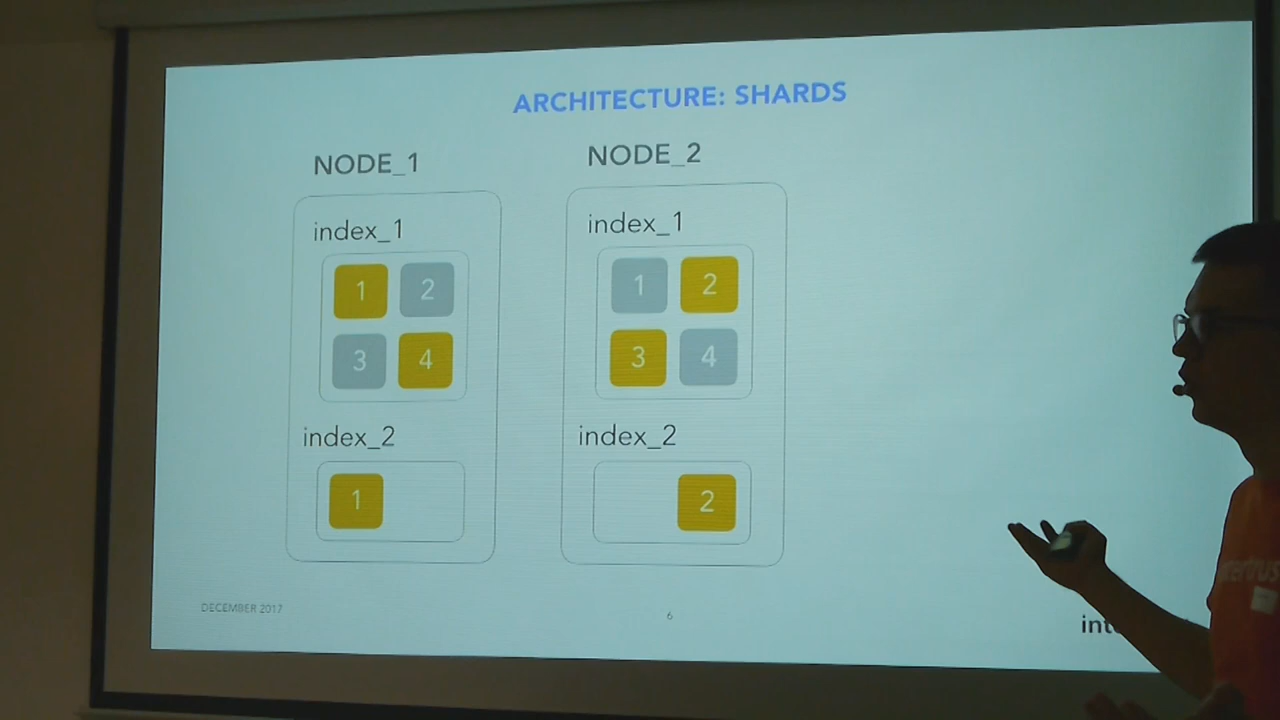 ARCHITECTURE: SHARDS
NODE_1
NODE_2
index_1
1 2
3 4
index_2
1
index_1
1 2
3 4
index_2
2
DECEMBER 2017
6